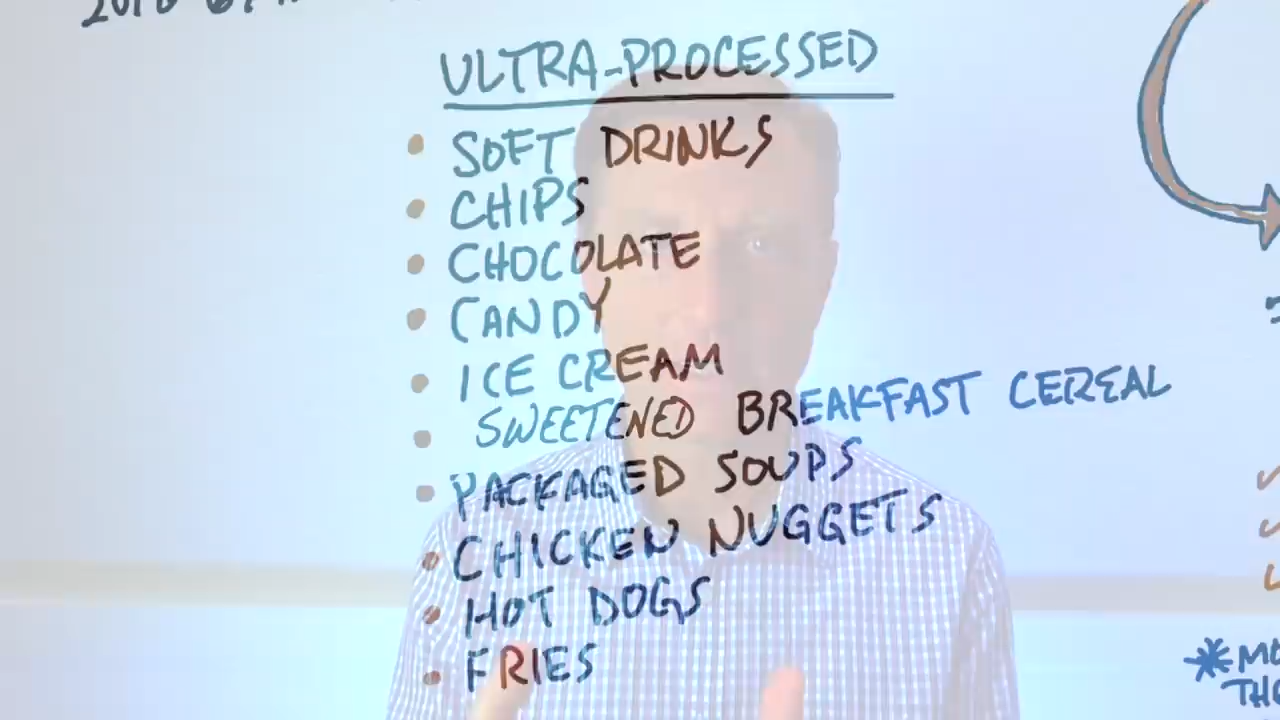 2016
ULTRA-PROCESSED
• SOFT DRINKS
• CHIPS
• CHOCOLATE
• CANDY
• ICE CREAM
• SWEETENED BREAKFAST CEREAL
• PACKAGED SOUPS
• CHICKEN NUGGETS
• HOT DOGS
• FRIES